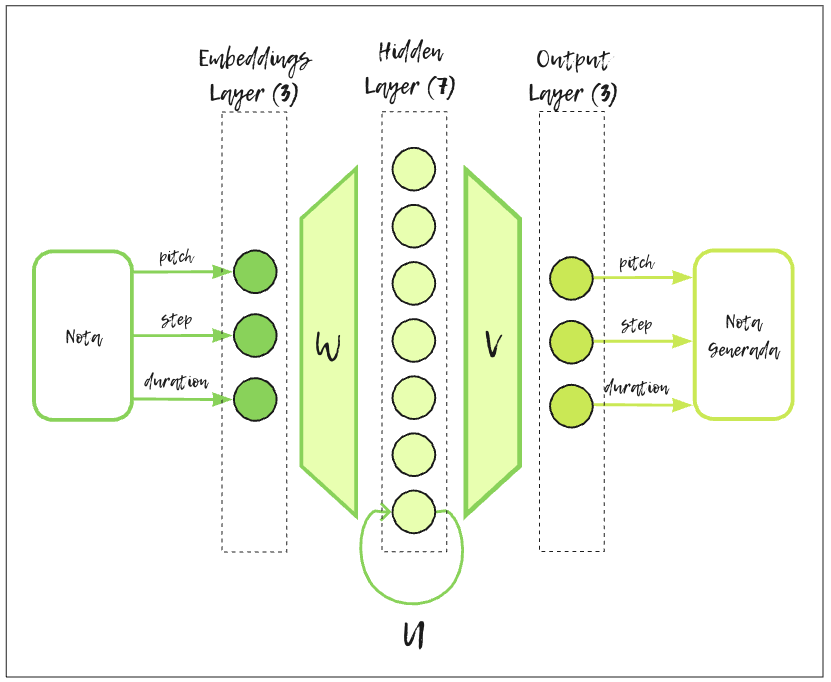 Embeddings
Layer (3)
Hidden
Layer (7)
Output
Layer (3)
Nota
pitch
step
duration
W
V
U
pitch
step
duration
Nota
Generada